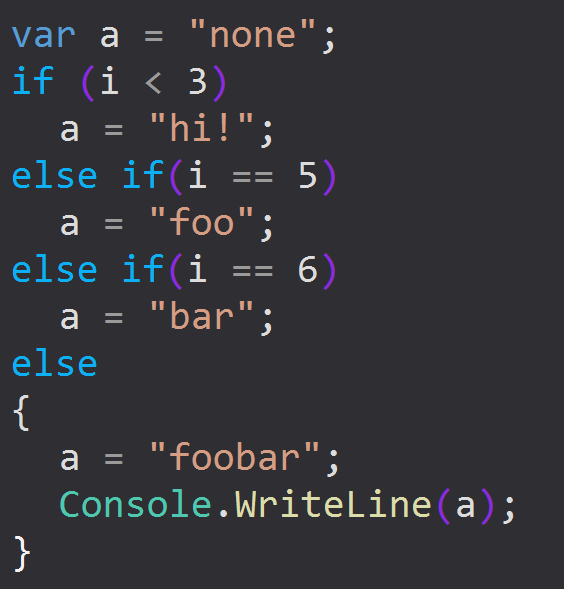 var a = "none";
if (i < 3)
  a = "hi!";
else if(i == 5)
  a = "foo";
else if(i == 6)
  a = "bar";
else
{
  a = "foobar";
  Console.WriteLine(a);
}